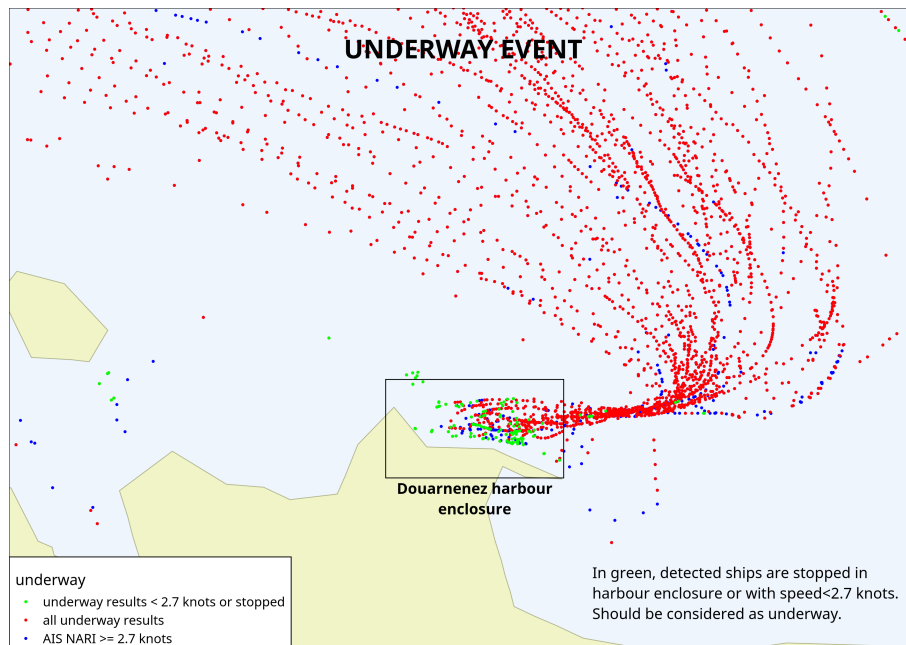 UNDERWAY EVENT
Douarnenez harbour
enclosure
In green, detected ships are stopped in
harbour enclosure or with speed<2.7 knots.
Should be considered as underway.
underway
underway results < 2.7 knots or stopped
all underway results
AIS NARI >= 2.7 knots